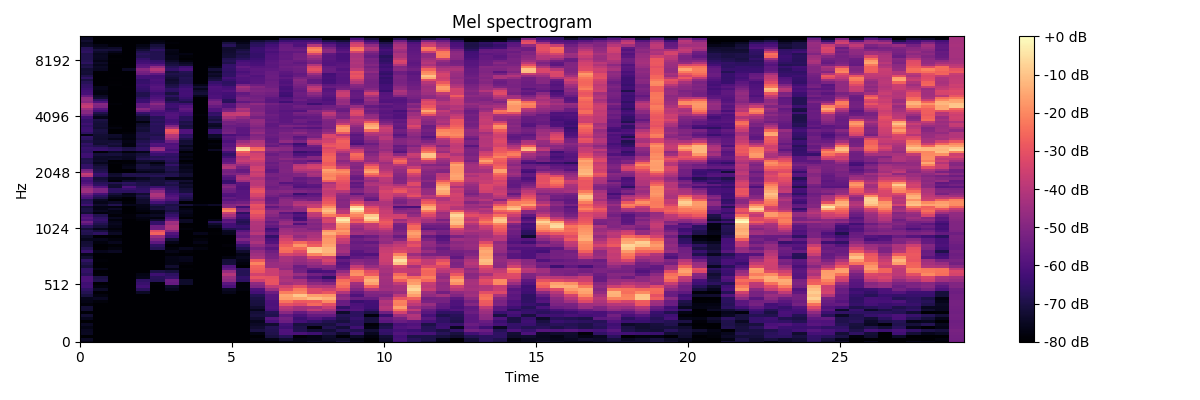 Mel spectrogram
Hz
8192
4096
2048
1024
512
0
0 5 10 15 20 25
Time
+0 dB
-10 dB
-20 dB
-30 dB
-40 dB
-50 dB
-60 dB
-70 dB
-80 dB